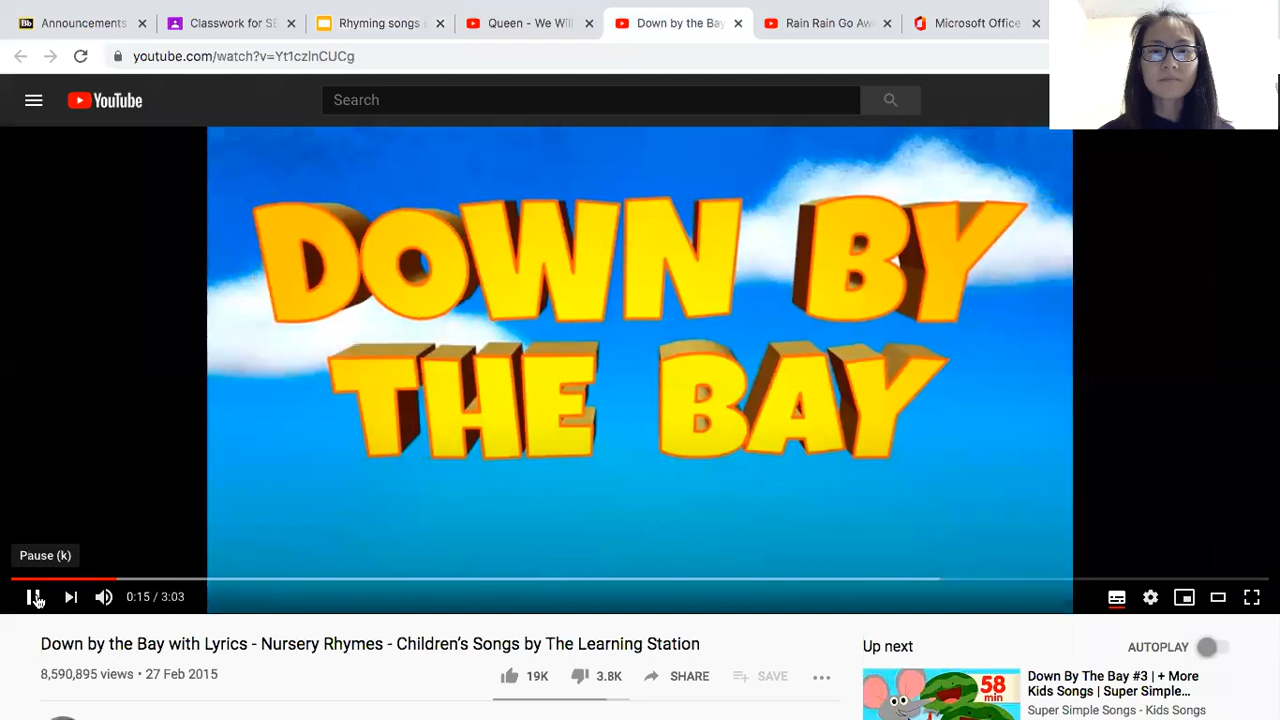 Announcements
Classwork for SE
Rhyming songs
Queen - We Will
Down by the Bay
Rain Rain Go Aw
Microsoft Office
youtube.com/watch?v=Yt1czlnCUCg
YouTube
Search
DOWN BY
THE BAY
Pause (k)
0:15 / 3:03
Down by the Bay with Lyrics - Nursery Rhymes - Children's Songs by The Learning Station
8,590,895 views • 27 Feb 2015
19K
3.8K
SHARE
SAVE
Up next
AUTOPLAY
58
min
Down By The Bay #3 | + More
Kids Songs | Super Simple...
Super Simple Songs - Kids Songs